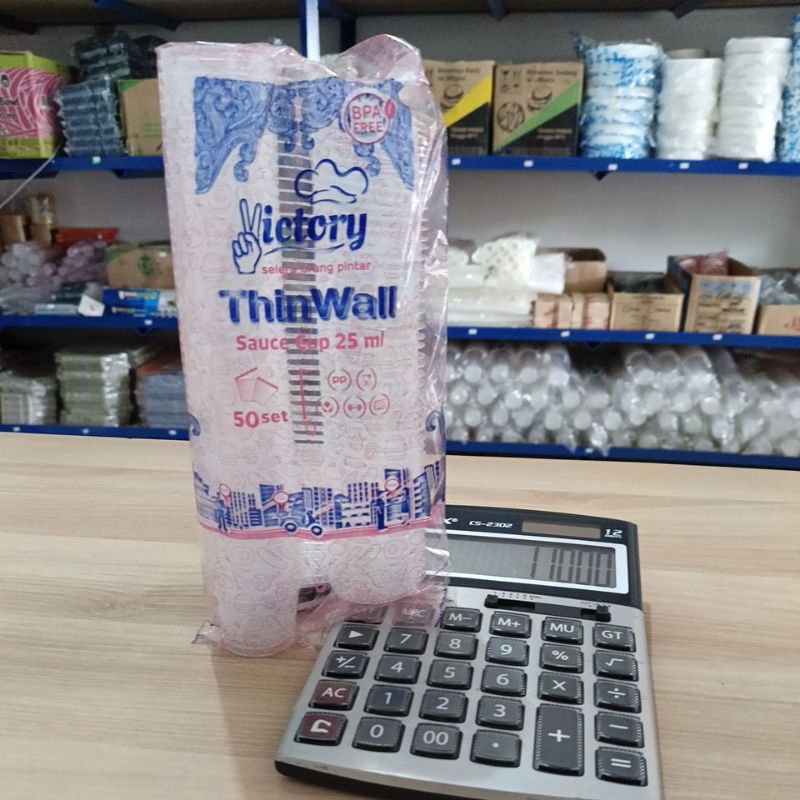 BPA
FREE
Victory
selera orang pintar
ThinWall
Sauce Cup 25 ml
PP
50 set
CS-2302
12
MRC
M-
M+
MU
GT
7
8
9
%
√
+/-
4
5
6
×
÷
AC
1
2
3
+
−
0
00
·
=